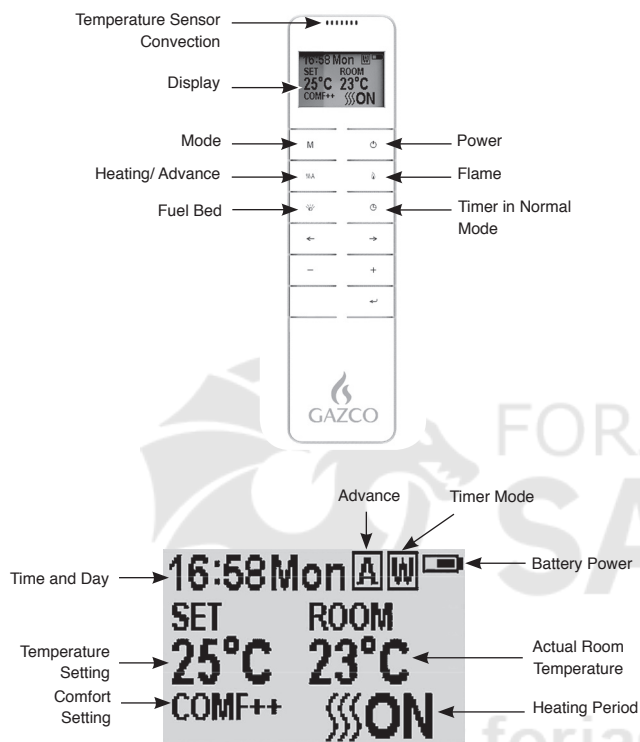 Temperature Sensor
Convection
16:58 Mon W
SET ROOM
25°C 23°C
COMF++ ON
Display
Mode
M
Power
Heating/ Advance
Flame
Fuel Bed
Timer in Normal
Mode
← →
− +
↵
GAZCO
FOR
SA
Advance
Timer Mode
Time and Day
16:58Mon A W
Battery Power
SET ROOM
Temperature
Setting
25°C 23°C
Actual Room
Temperature
Comfort
Setting
COMF++ ON
Heating Period